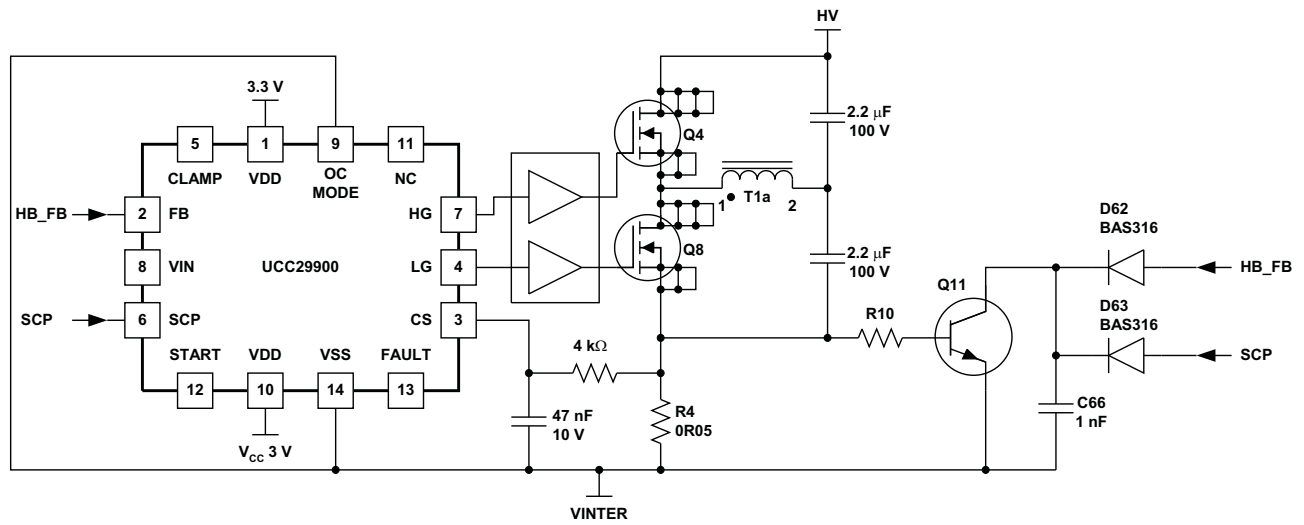 HV
3.3 V
5
1
9
11
CLAMP
VDD
OC
MODE
NC
2.2 μF
100 V
Q4
HB_FB
2
FB
HG
7
1
T1a
2
8
VIN
UCC29900
LG
4
Q8
2.2 μF
100 V
D62
BAS316
HB_FB
SCP
6
SCP
CS
3
Q11
R10
D63
BAS316
SCP
START
VDD
VSS
FAULT
4 kΩ
12
10
14
13
47 nF
10 V
R4
0R05
C66
1 nF
VCC 3 V
VINTER